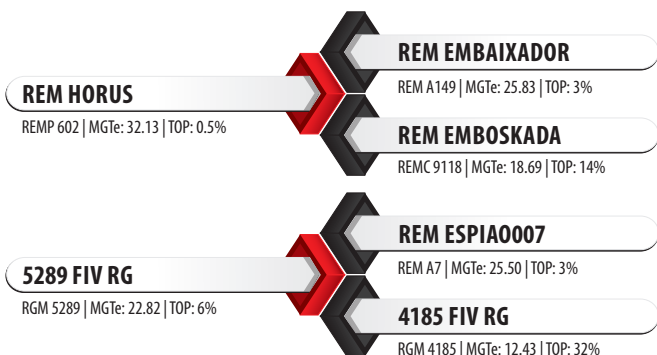 REM EMBAIXADOR
REM A149 | MGTe: 25.83 | TOP: 3%
REM HORUS
REMP 602 | MGTe: 32.13 | TOP: 0.5%
REM EMBOSKADA
REMC 9118 | MGTe: 18.69 | TOP: 14%
REM ESPIAO007
REM A7 | MGTe: 25.50 | TOP: 3%
5289 FIV RG
RGM 5289 | MGTe: 22.82 | TOP: 6%
4185 FIV RG
RGM 4185 | MGTe: 12.43 | TOP: 32%